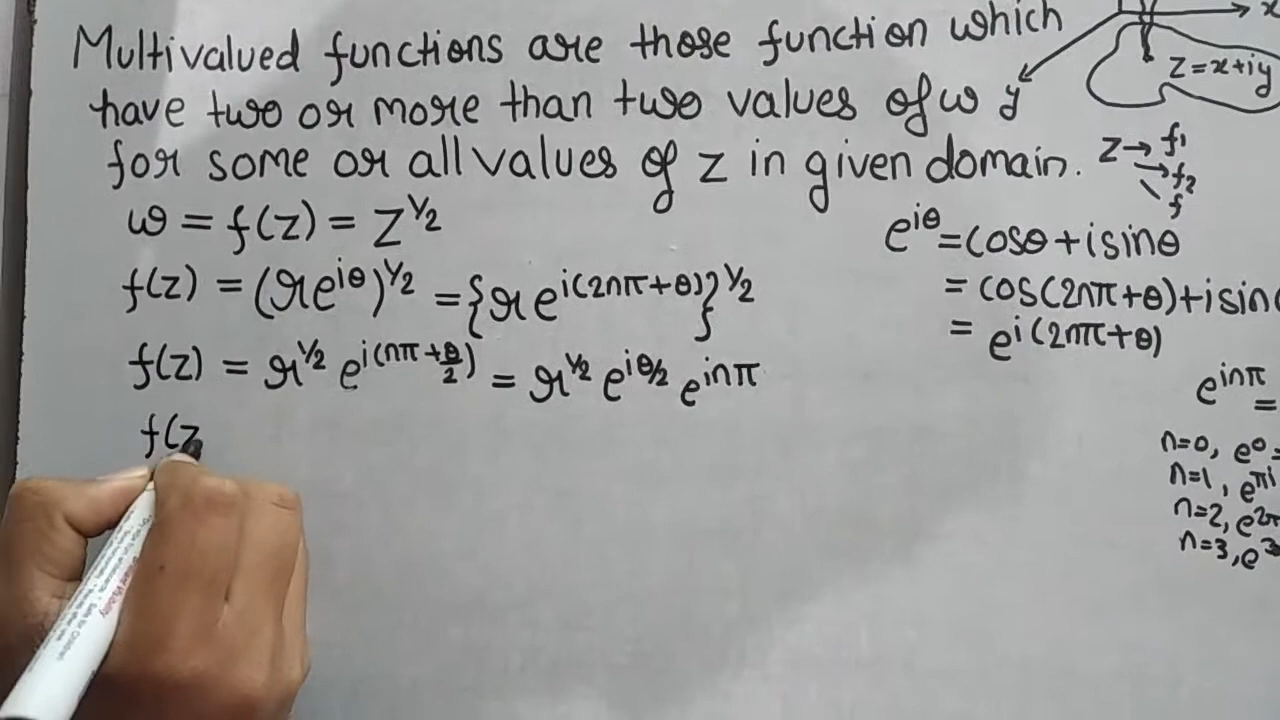 Multivalued functions are those function which
have two or more than two values of w y
for some or all values of z in given domain.
w = f(z) = z^1/2
f(z) = (re^iθ)^1/2 = {re^i(2nπ+θ)}^1/2
f(z) = r^1/2 e^i(nπ+θ/2) = r^1/2 e^iθ/2 e^inπ
f(z
x
z=x+iy
z→f1
→f2
f
e^iθ=cosθ+isinθ
= cos(2nπ+θ)+isin(
= e^i(2nπ+θ)
e^inπ =
n=0, e^0=
n=1, e^πi
n=2, e^2π
n=3, e^3